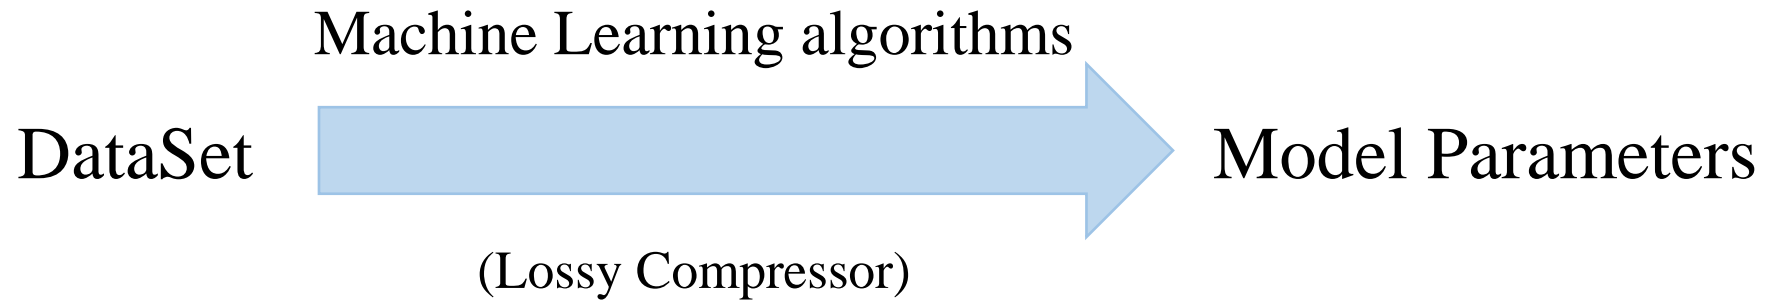 Machine Learning algorithms
DataSet
Model Parameters
(Lossy Compressor)